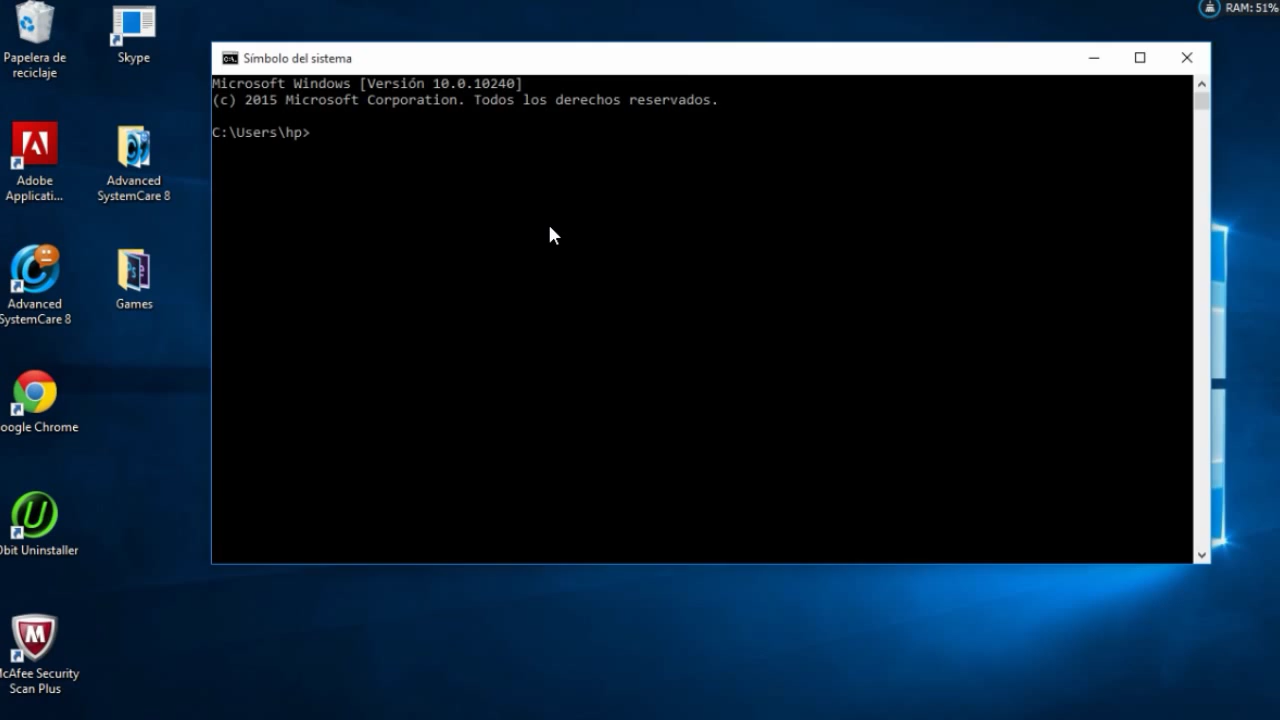 RAM: 51%
Papelera de
reciclaje
Skype
Símbolo del sistema
Microsoft Windows [Versión 10.0.10240]
(c) 2015 Microsoft Corporation. Todos los derechos reservados.
C:\Users\hp>
Adobe
Applicati...
Advanced
SystemCare 8
Advanced
SystemCare 8
Games
oogle Chrome
Obit Uninstaller
McAfee Security
Scan Plus